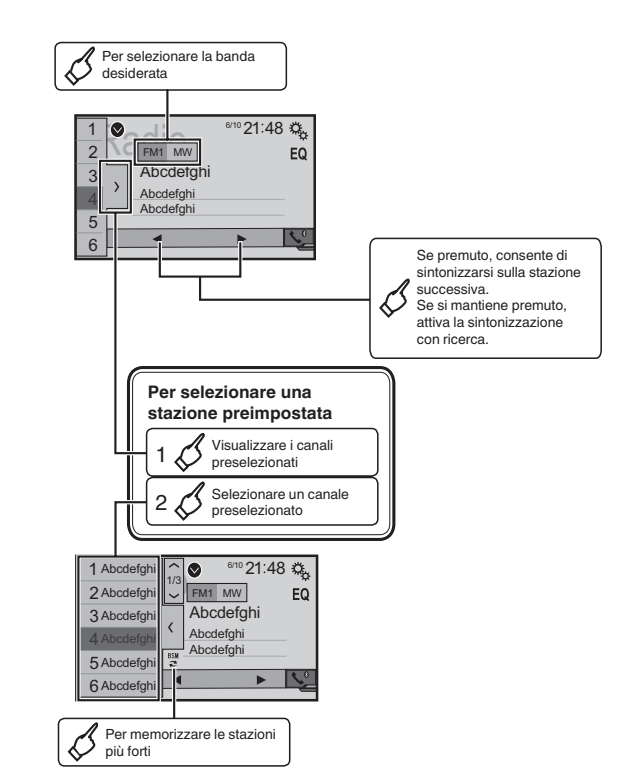 Per selezionare la banda
desiderata
1
2
3
4
5
6
Radio
6/10 21:48
FM1 MW
EQ
Abcdefghi
Abcdefghi
Abcdefghi
Se premuto, consente di
sintonizzarsi sulla stazione
successiva.
Se si mantiene premuto,
attiva la sintonizzazione
con ricerca.
Per selezionare una
stazione preimpostata
1 Visualizzare i canali
preselezionati
2 Selezionare un canale
preselezionato
1 Abcdefghi
2 Abcdefghi
3 Abcdefghi
4 Abcdefghi
5 Abcdefghi
6 Abcdefghi
1/3
BSM
6/10 21:48
FM1 MW
EQ
Abcdefghi
Abcdefghi
Abcdefghi
Per memorizzare le stazioni
più forti